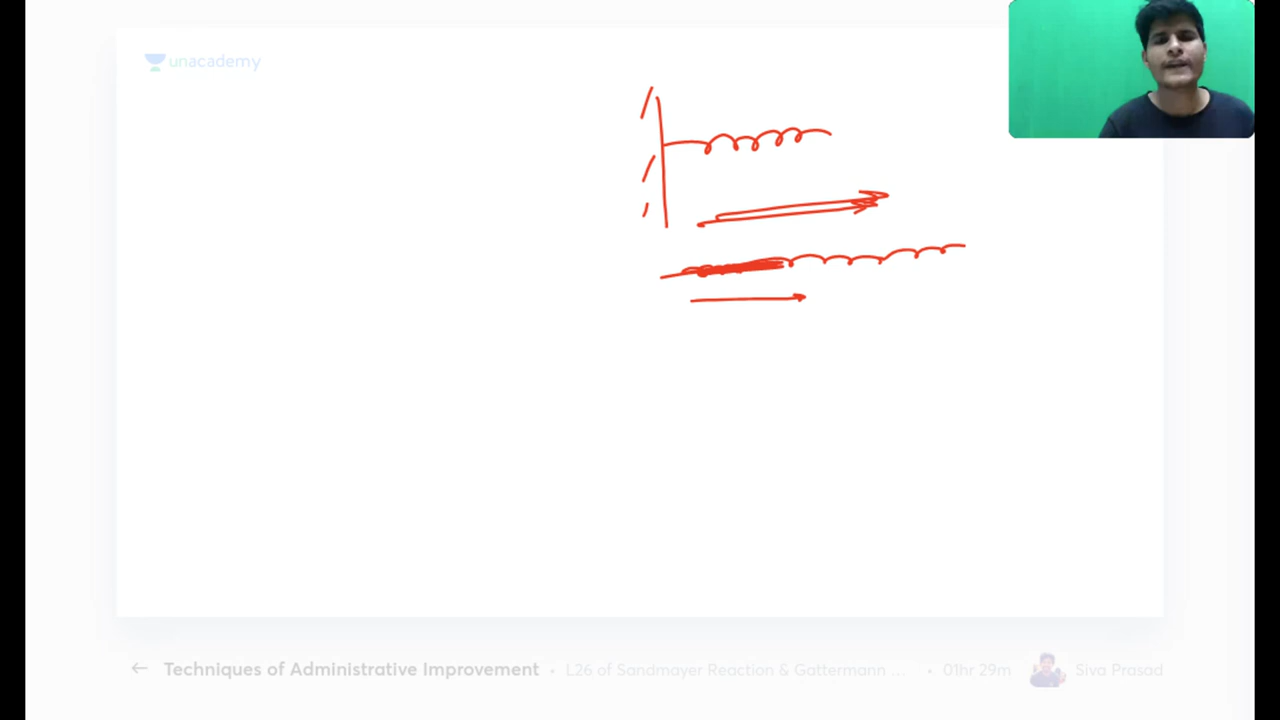 unacademy
← Techniques of Administrative Improvement • L26 of Sandmayer Reaction & Gattermann ... • 01hr 29m Siva Prasad